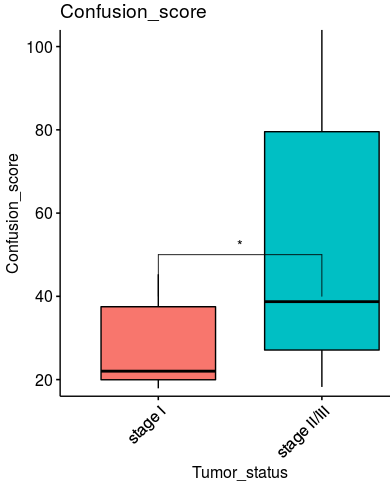 Confusion_score
Confusion_score
100
80
60
40
20
*
stage I
stage II/III
Tumor_status